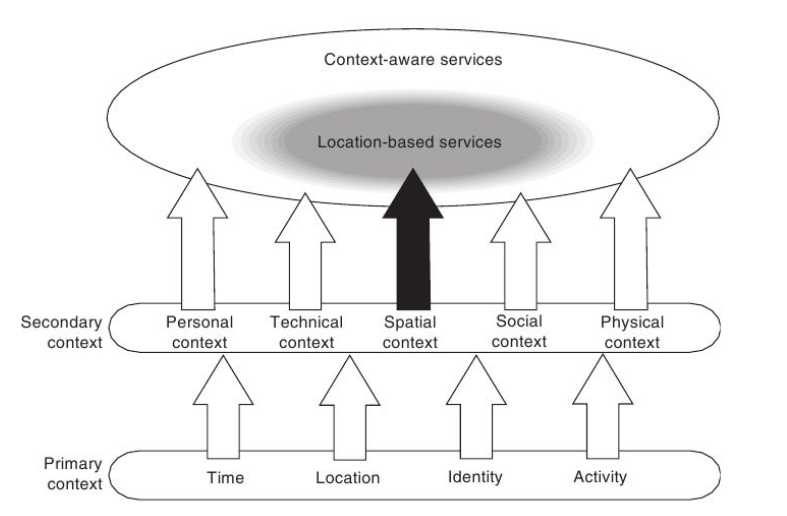 Context-aware services
Location-based services
Secondary
context
Personal
context
Technical
context
Spatial
context
Social
context
Physical
context
Primary
context
Time
Location
Identity
Activity